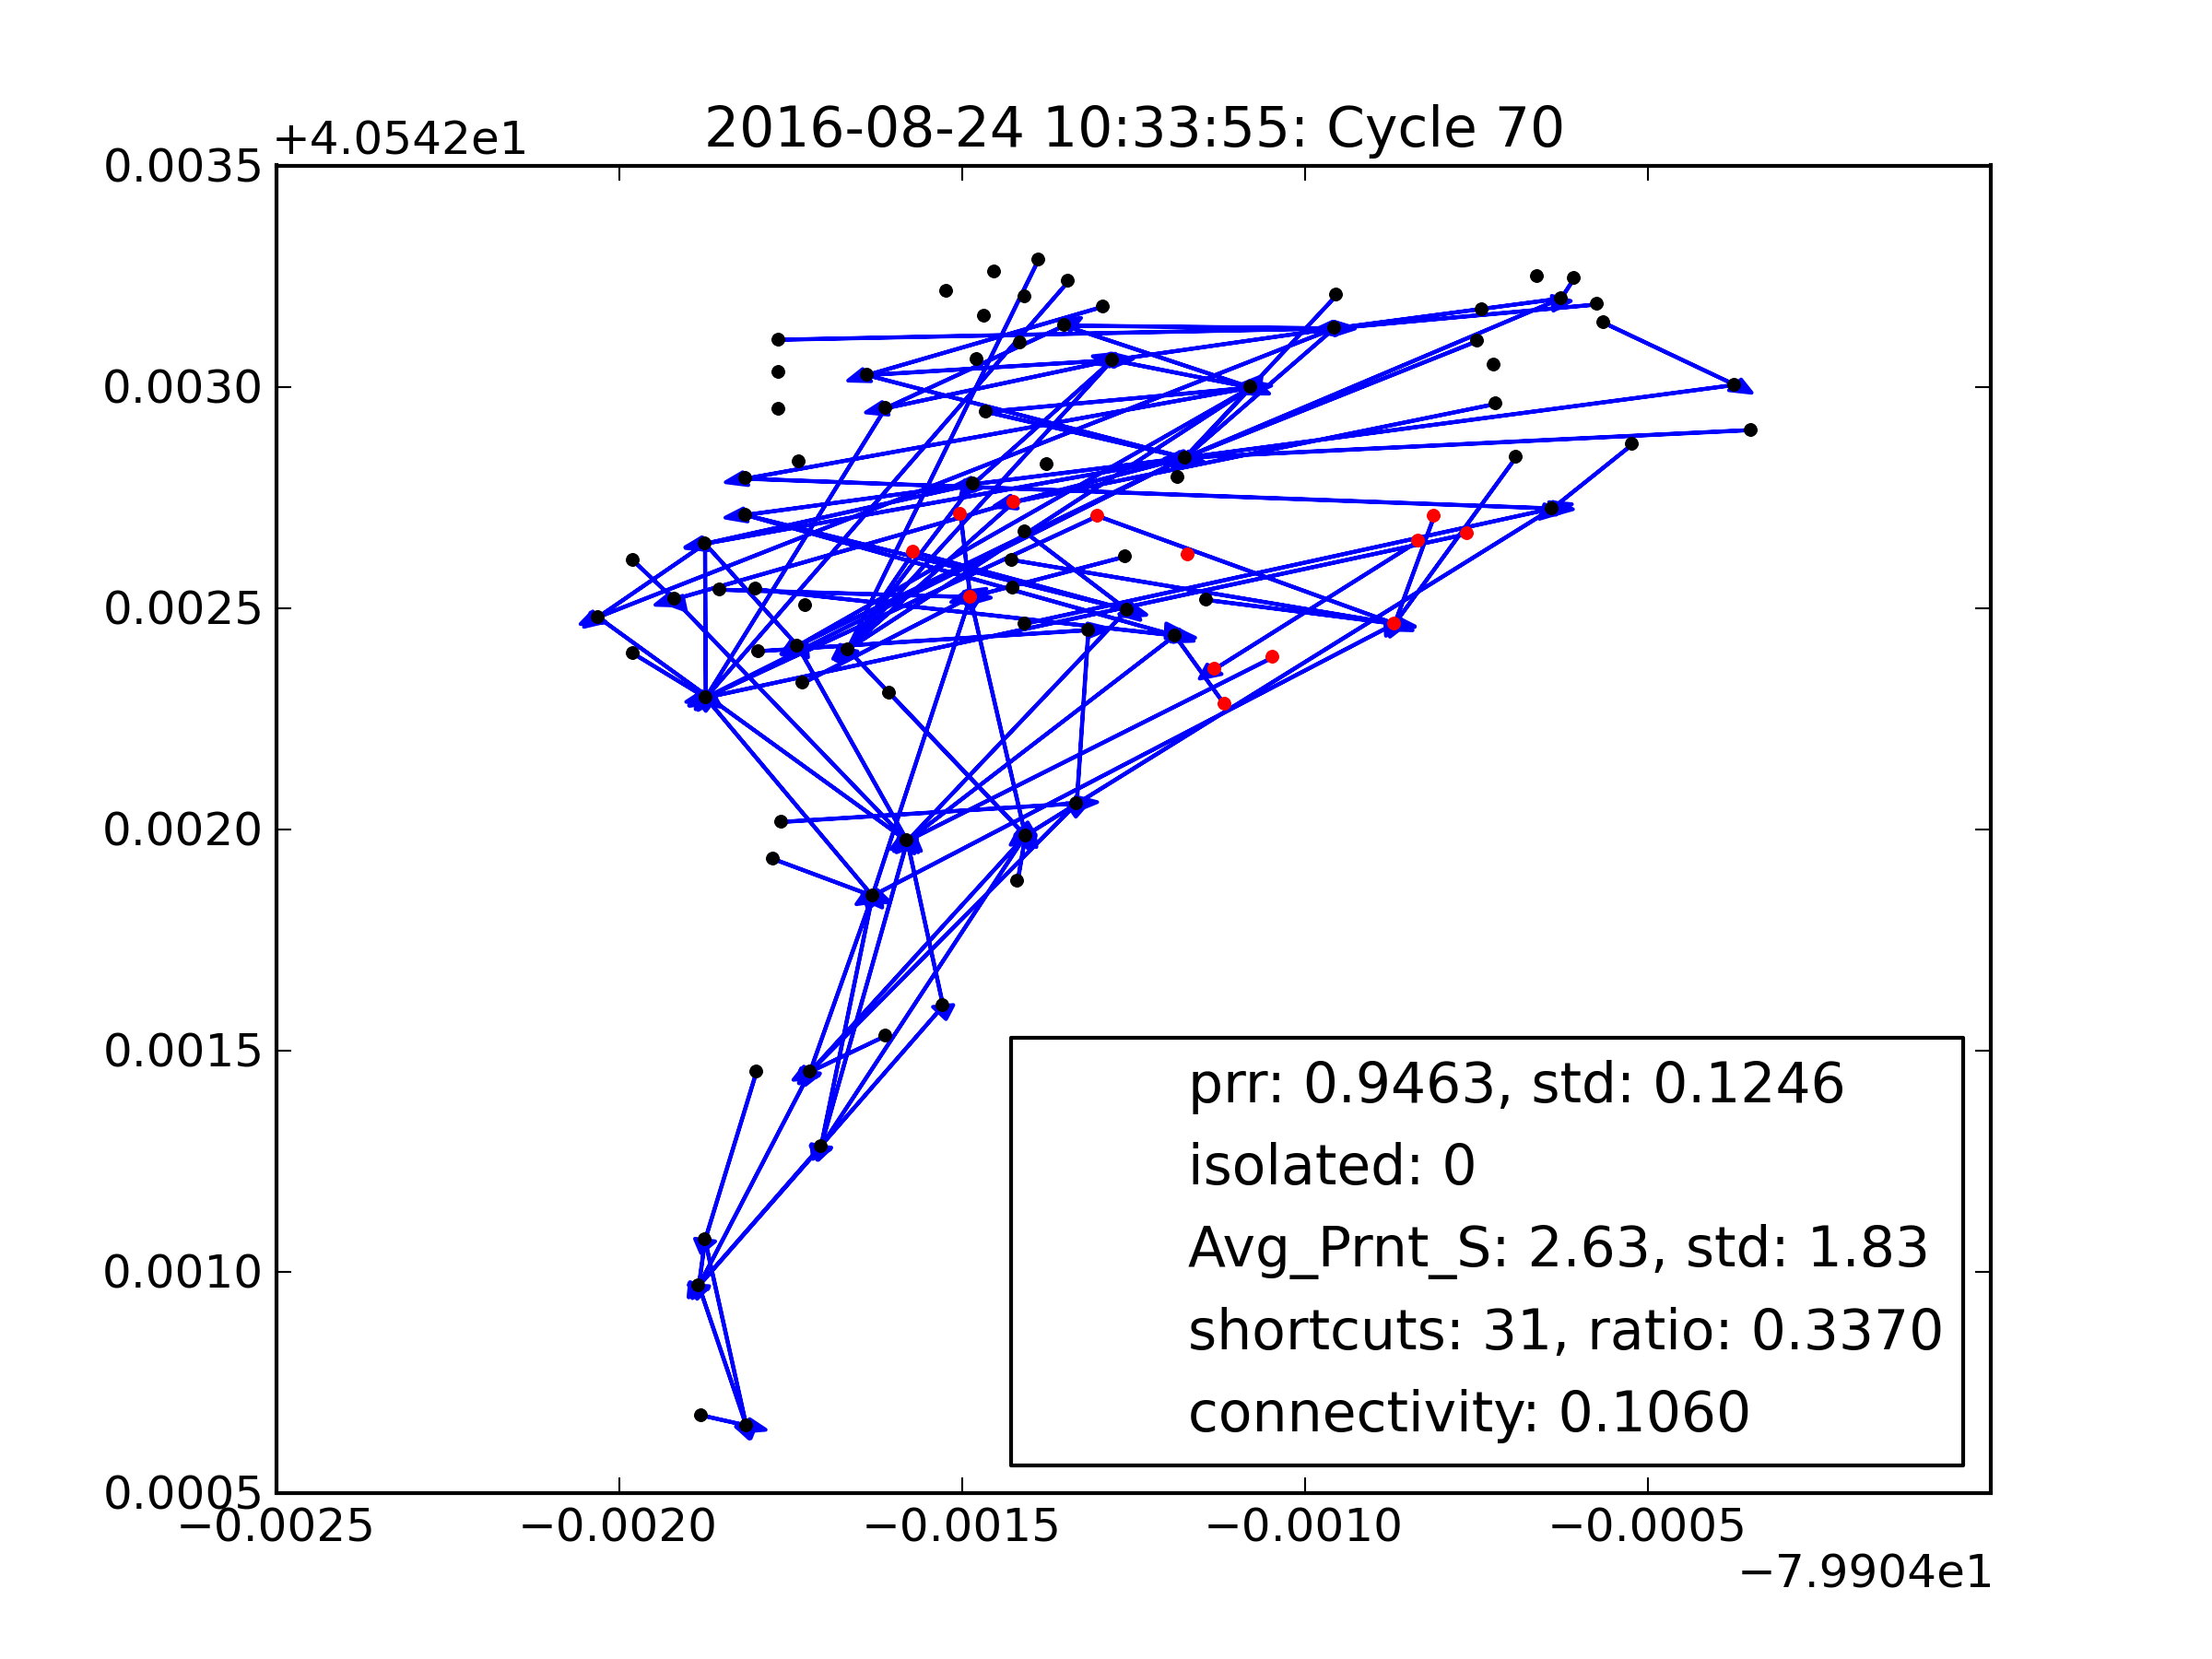 2016-08-24 10:33:55: Cycle 70
+4.0542e1
0.0035
0.0030
0.0025
0.0020
0.0015
0.0010
0.0005
prr: 0.9463, std: 0.1246
isolated: 0
Avg_Prnt_S: 2.63, std: 1.83
shortcuts: 31, ratio: 0.3370
connectivity: 0.1060
−0.0025 −0.0020 −0.0015 −0.0010 −0.0005
−7.9904e1